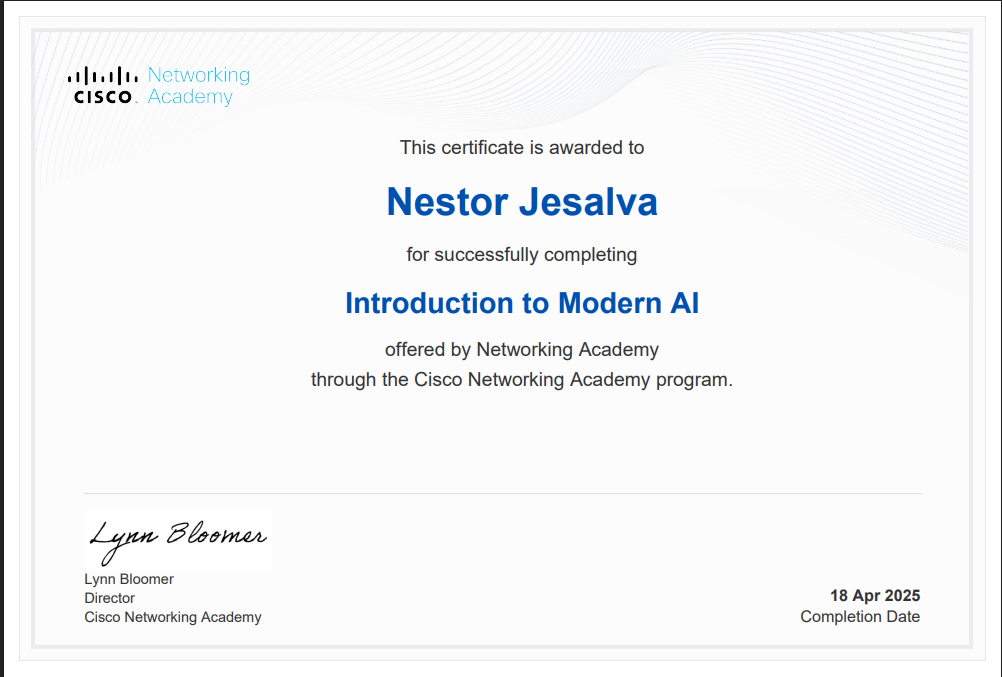 Networking
CISCO. Academy
This certificate is awarded to
Nestor Jesalva
for successfully completing
Introduction to Modern AI
offered by Networking Academy
through the Cisco Networking Academy program.
Lynn Bloomer
Lynn Bloomer
Director
Cisco Networking Academy
18 Apr 2025
Completion Date